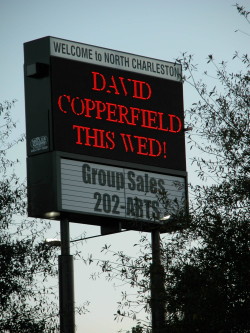 WELCOME to NORTH CHARLESTON
DAVID
COPPERFIELD
THIS WED!
Group Sales
202-ARTS